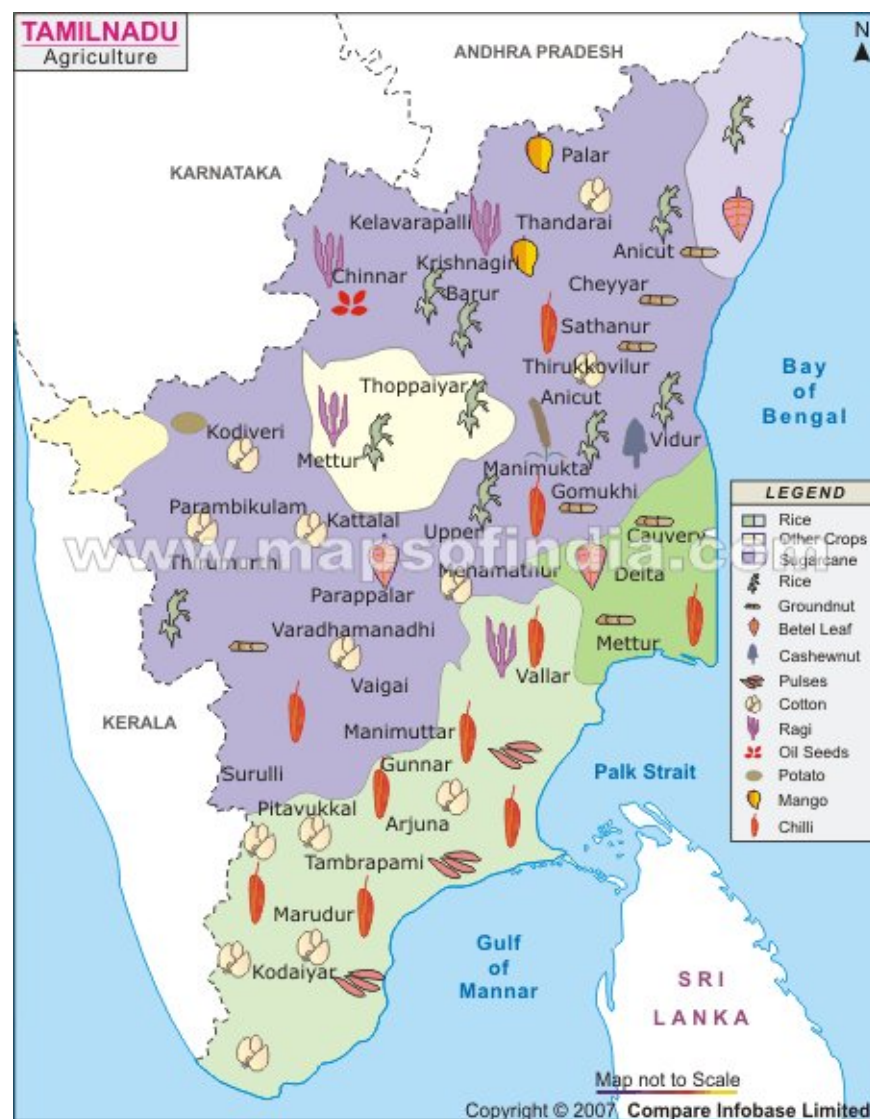 TAMILNADU
Agriculture
N
ANDHRA PRADESH
KARNATAKA
Palar
Kelavarapalli
Thandarai
Krishnagiri
Anicut
Chinnar
Barur
Cheyyar
Sathanur
Thirukkovilur
Thoppaiyar
Anicut
Bay
of
Bengal
Kodiveri
Mettur
Vidur
Manimukta
Gomukhi
Parambikulam
Kattalai
Upper
Cauvery
www.mapsofindia.com
Thirumurthi
Menamathur
Delta
Parappalar
Varadhamanadhi
Mettur
Vallar
Vaigai
KERALA
Manimuttar
Gunnar
Surulli
Palk Strait
Pitavukkal
Arjuna
Tambrapami
Marudur
Kodaiyar
Gulf
of
Mannar
SRI
LANKA
LEGEND
Rice
Other Crops
Sugarcane
Rice
Groundnut
Betel Leaf
Cashewnut
Pulses
Cotton
Ragi
Oil Seeds
Potato
Mango
Chilli
Map not to Scale
Copyright © 2007 Compare Infobase Limited